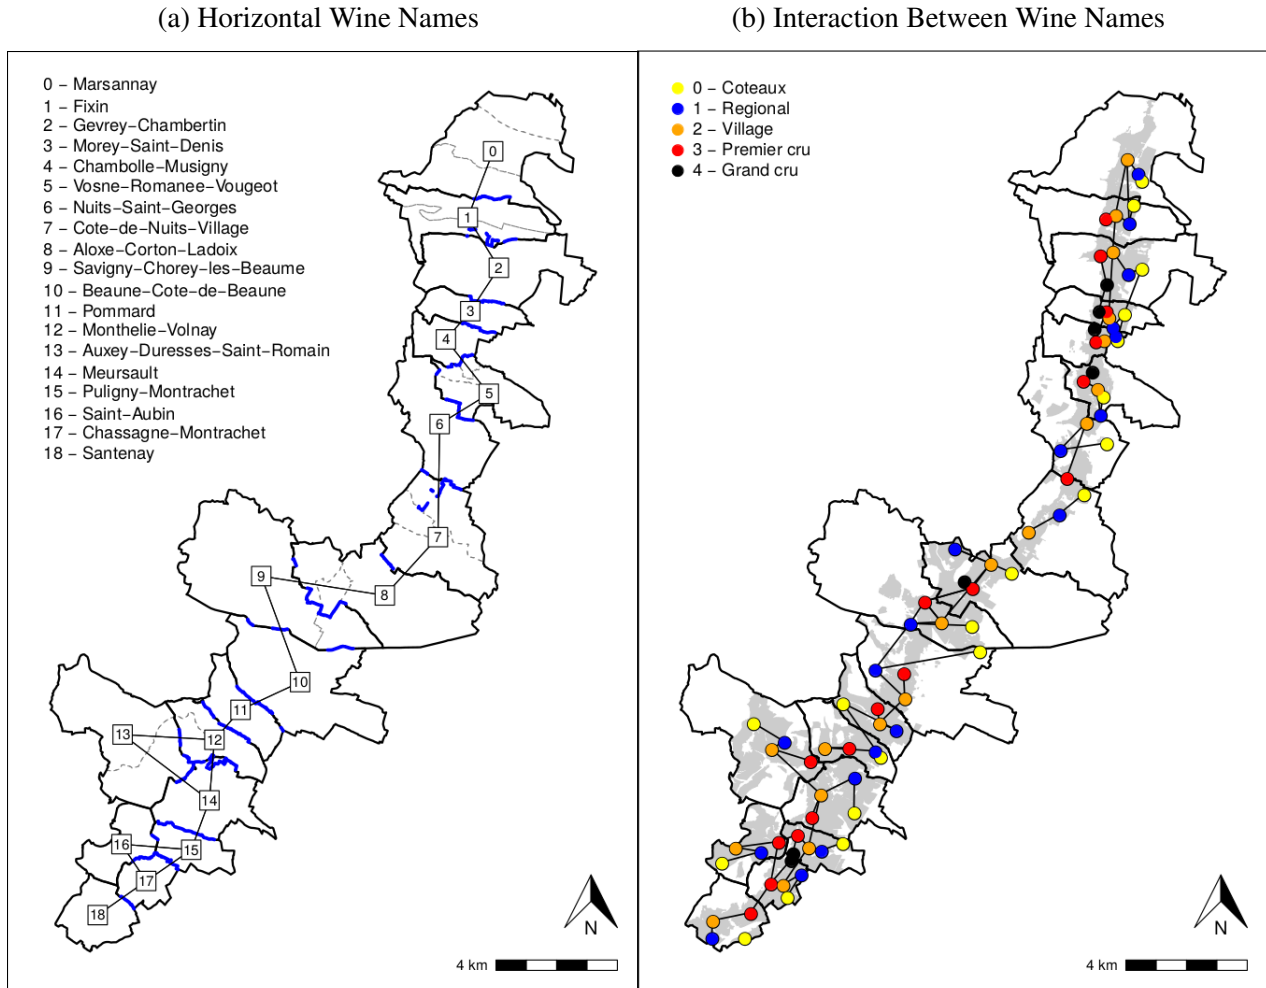 (a) Horizontal Wine Names
0 − Marsannay
1 − Fixin
2 − Gevrey−Chambertin
3 − Morey−Saint−Denis
4 − Chambolle−Musigny
5 − Vosne−Romanee−Vougeot
6 − Nuits−Saint−Georges
7 − Cote−de−Nuits−Village
8 − Aloxe−Corton−Ladoix
9 − Savigny−Chorey−les−Beaume
10 − Beaune−Cote−de−Beaune
11 − Pommard
12 − Monthelie−Volnay
13 − Auxey−Duresses−Saint−Romain
14 − Meursault
15 − Puligny−Montrachet
16 − Saint−Aubin
17 − Chassagne−Montrachet
18 − Santenay
0
1
2
3
4
5
6
7
9
8
10
11
13
12
14
16
15
17
18
N
4 km
(b) Interaction Between Wine Names
0 − Coteaux
1 − Regional
2 − Village
3 − Premier cru
4 − Grand cru
N
4 km